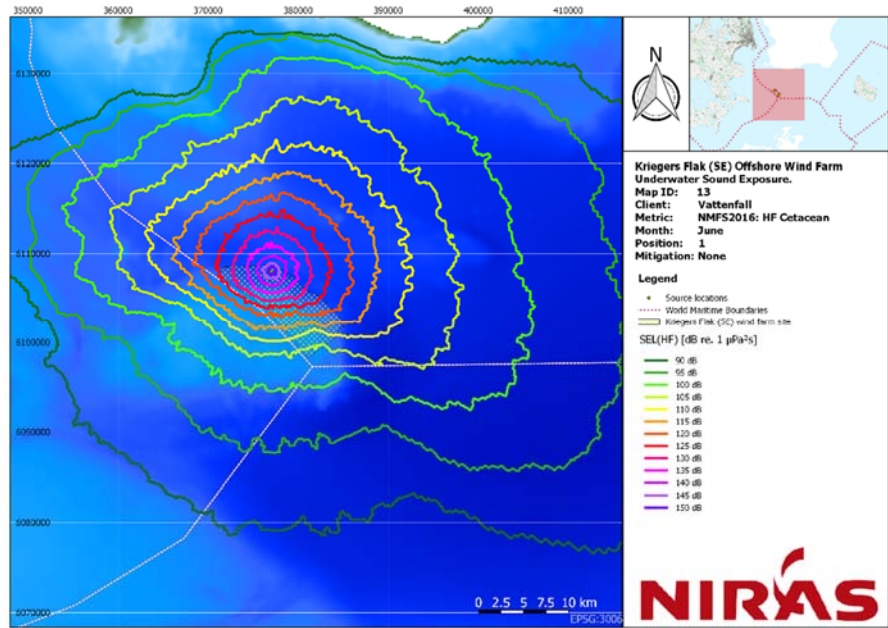 350000 360000 370000 380000 390000 400000 410000
6130000
6120000
6110000
6100000
6090000
6080000
6070000
0 2.5 5 7.5 10 km
EPSG:3006
N
Kriegers Flak (SE) Offshore Wind Farm
Underwater Sound Exposure.
Map ID: 13
Client: Vattenfall
Metric: NMFS2016: HF Cetacean
Month: June
Position: 1
Mitigation: None
Legend
Source locations
World Maritime Boundaries
Kriegers Flak (SE) wind farm site
SEL(HF) [dB re. 1 µPa²s]
90 dB
95 dB
100 dB
105 dB
110 dB
115 dB
120 dB
125 dB
130 dB
135 dB
140 dB
145 dB
150 dB
NIRAS